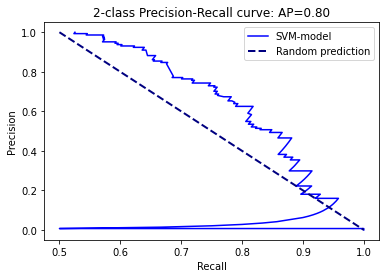 2-class Precision-Recall curve: AP=0.80
SVM-model
Random prediction
Precision
1.0
0.8
0.6
0.4
0.2
0.0
0.5 0.6 0.7 0.8 0.9 1.0
Recall